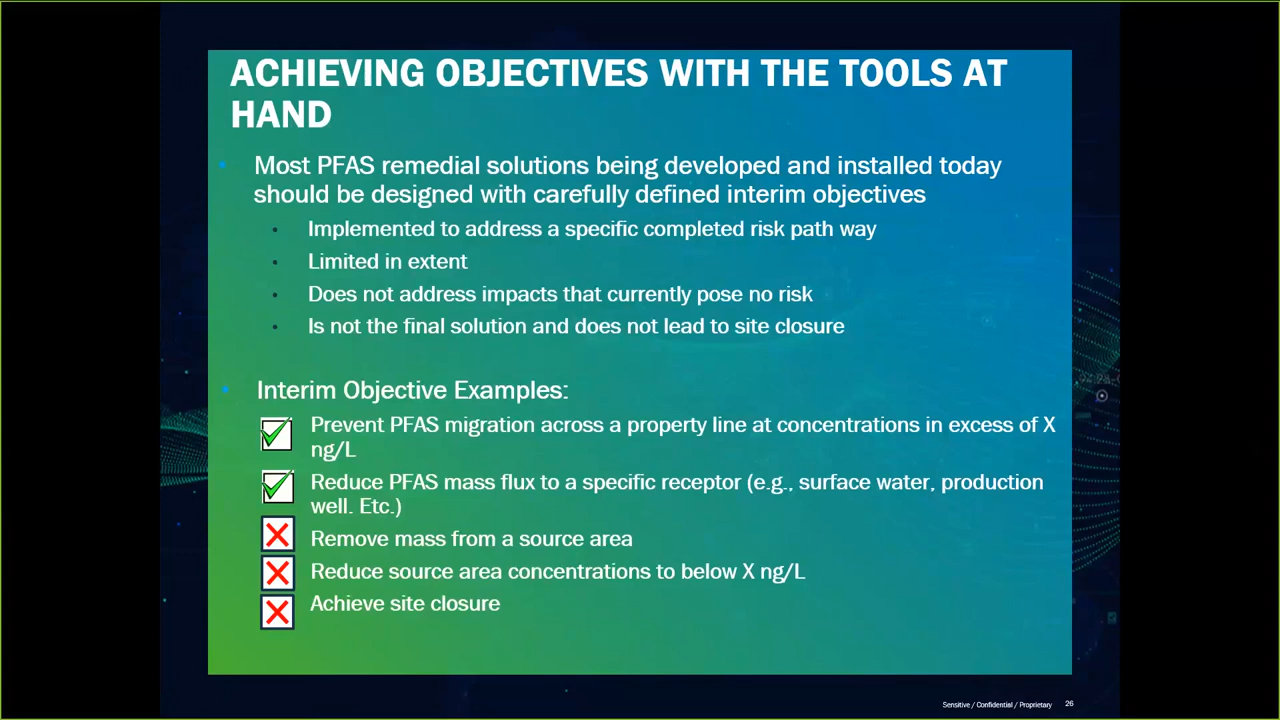 ACHIEVING OBJECTIVES WITH THE TOOLS AT
HAND
Most PFAS remedial solutions being developed and installed today
should be designed with carefully defined interim objectives
Implemented to address a specific completed risk path way
Limited in extent
Does not address impacts that currently pose no risk
Is not the final solution and does not lead to site closure
Interim Objective Examples:
Prevent PFAS migration across a property line at concentrations in excess of X
ng/L
Reduce PFAS mass flux to a specific receptor (e.g., surface water, production
well. Etc.)
Remove mass from a source area
Reduce source area concentrations to below X ng/L
Achieve site closure
Sensitive / Confidential / Proprietary 26